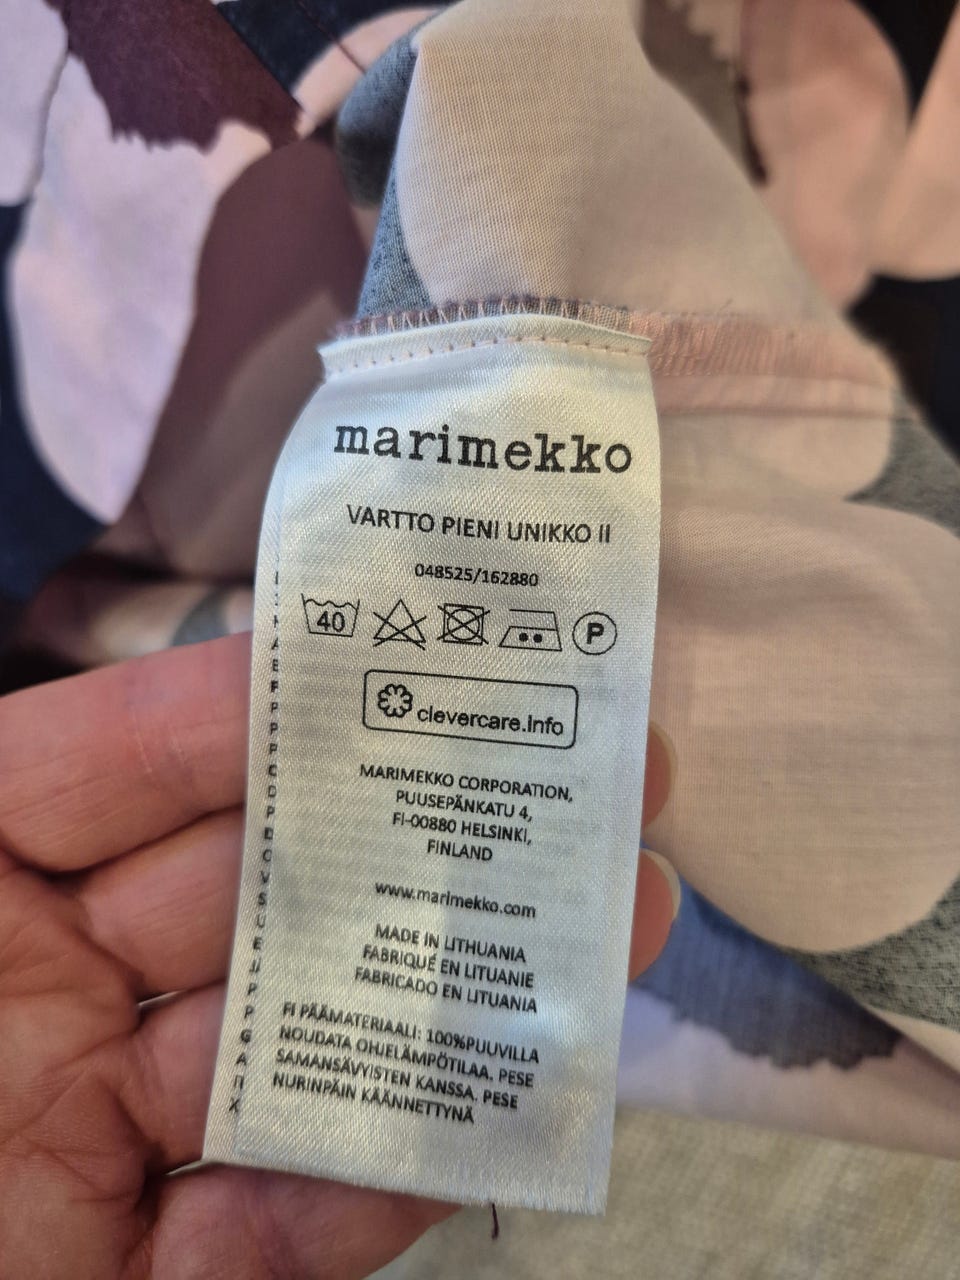 marimekko
VARTTO PIENI UNIKKO II
048525/162880
40 P
clevercare.info
MARIMEKKO CORPORATION,
PUUSEPÄNKATU 4,
FI-00880 HELSINKI,
FINLAND
www.marimekko.com
MADE IN LITHUANIA
FABRIQUÉ EN LITUANIE
FABRICADO EN LITUANIA
FI PÄÄMATERIAALI: 100%PUUVILLA
NOUDATA OHJELÄMPÖTILAA. PESE
SAMANSÄVYISTEN KANSSA. PESE
NURINPÄIN KÄÄNNETTYNÄ